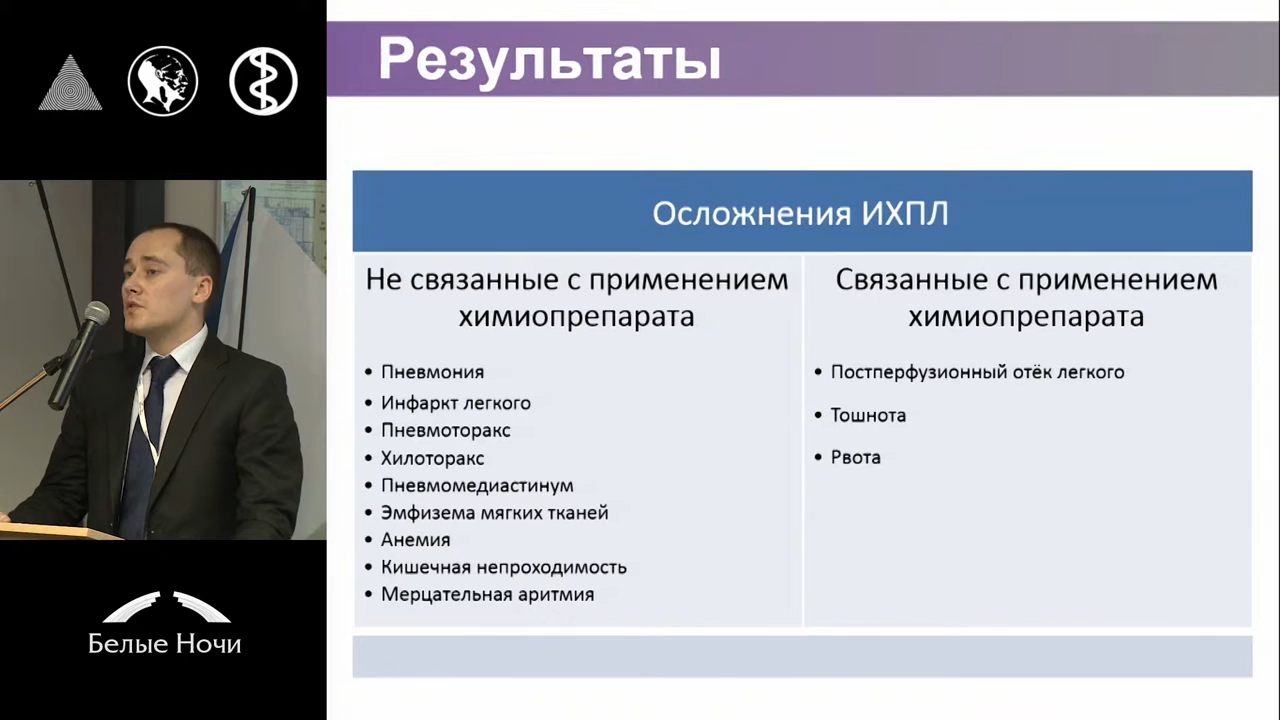 Результаты
Осложнения ИХПЛ
Не связанные с применением
химиопрепарата
• Пневмония
• Инфаркт легкого
• Пневмоторакс
• Хилоторакс
• Пневмомедиастинум
• Эмфизема мягких тканей
• Анемия
• Кишечная непроходимость
• Мерцательная аритмия
Связанные с применением
химиопрепарата
• Постперфузионный отёк легкого
• Тошнота
• Рвота
Белые Ночи